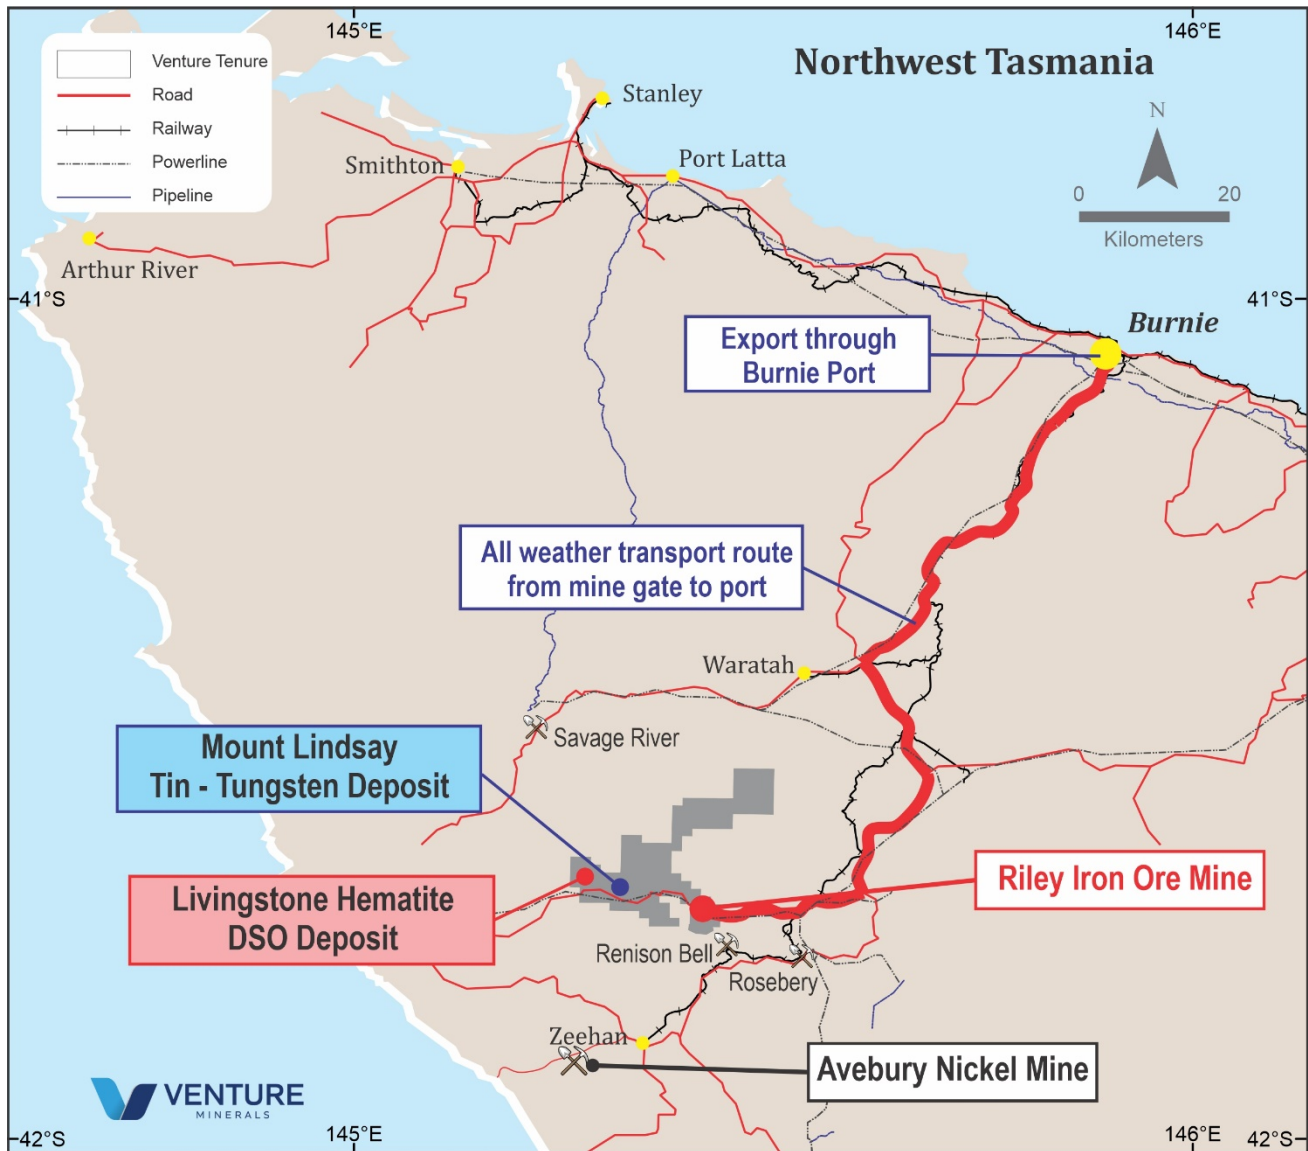 145°E
146°E
Northwest Tasmania
Venture Tenure
Road
Railway
Powerline
Pipeline
N
0 20
Kilometers
Stanley
Smithton
Port Latta
Arthur River
41°S
41°S
Burnie
Export through
Burnie Port
All weather transport route
from mine gate to port
Waratah
Savage River
Mount Lindsay
Tin - Tungsten Deposit
Livingstone Hematite
DSO Deposit
Riley Iron Ore Mine
Renison Bell
Rosebery
Zeehan
Avebury Nickel Mine
VENTURE
MINERALS
42°S
145°E
146°E
42°S